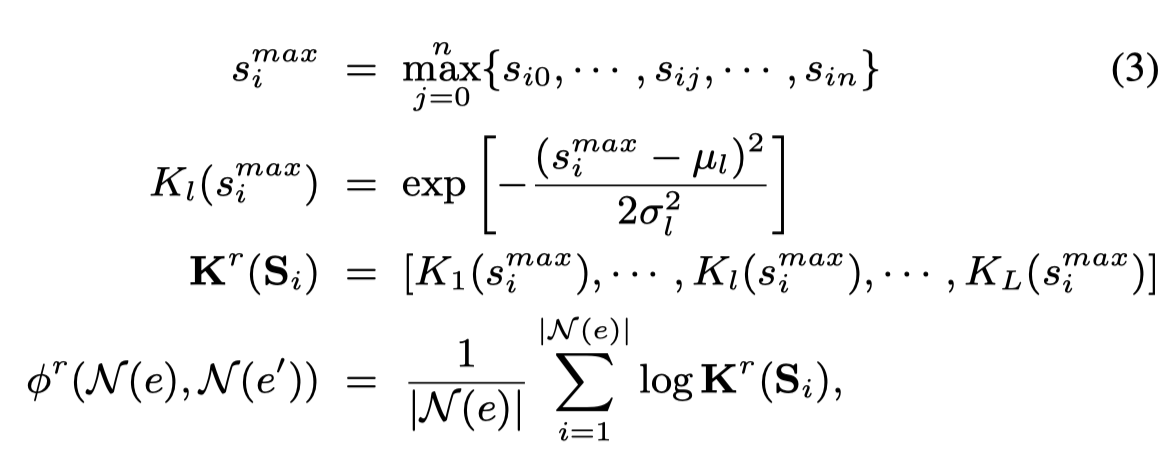 s_i^{max} = \max_{j=0}^{n}\{s_{i0}, \cdots, s_{ij}, \cdots, s_{in}\} (3)
K_l(s_i^{max}) = \exp\left[-\frac{(s_i^{max} - \mu_l)^2}{2\sigma_l^2}\right]
\mathbf{K}^r(\mathbf{S}_i) = [K_1(s_i^{max}), \cdots, K_l(s_i^{max}), \cdots, K_L(s_i^{max})]
\phi^r(\mathcal{N}(e), \mathcal{N}(e')) = \frac{1}{|\mathcal{N}(e)|} \sum_{i=1}^{|\mathcal{N}(e)|} \log \mathbf{K}^r(\mathbf{S}_i),